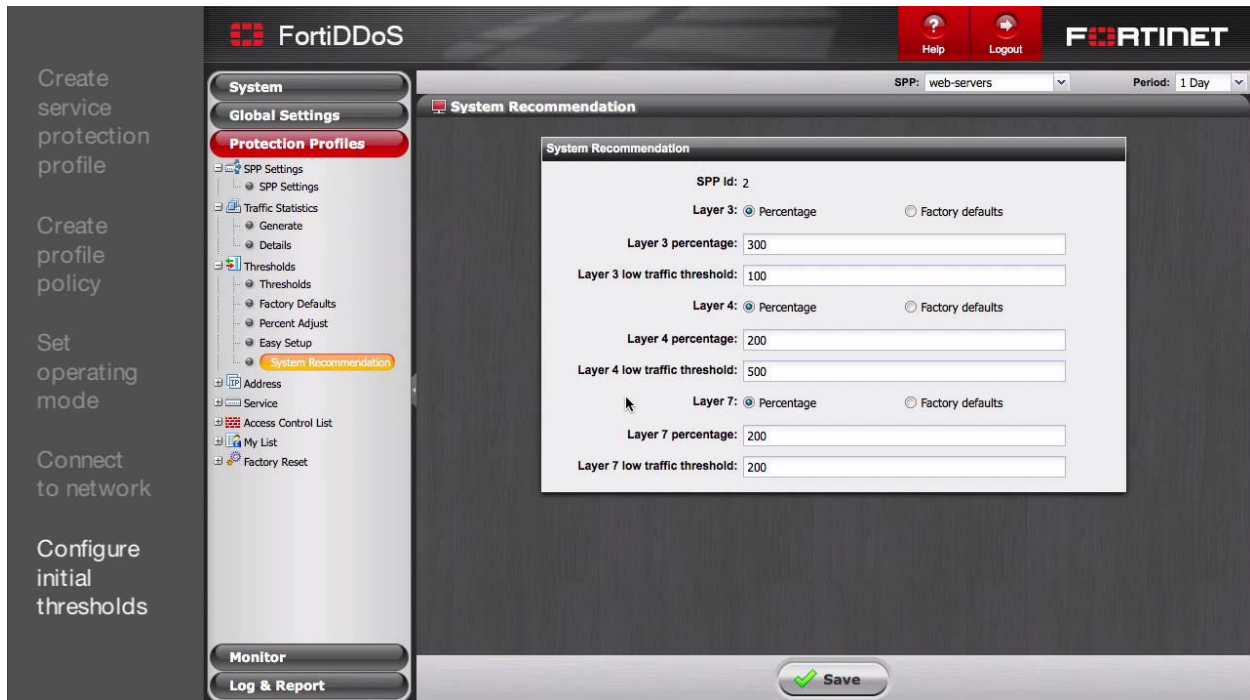 Create
service
protection
profile
Create
profile
policy
Set
operating
mode
Connect
to network
Configure
initial
thresholds
FortiDDoS
Help
Logout
FORTINET
SPP: web-servers
Period: 1 Day
System
Global Settings
Protection Profiles
SPP Settings
SPP Settings
Traffic Statistics
Generate
Details
Thresholds
Thresholds
Factory Defaults
Percent Adjust
Easy Setup
System Recommendation
Address
Service
Access Control List
My List
Factory Reset
Monitor
Log & Report
System Recommendation
System Recommendation
SPP Id: 2
Layer 3: Percentage Factory defaults
Layer 3 percentage: 300
Layer 3 low traffic threshold: 100
Layer 4: Percentage Factory defaults
Layer 4 percentage: 200
Layer 4 low traffic threshold: 500
Layer 7: Percentage Factory defaults
Layer 7 percentage: 200
Layer 7 low traffic threshold: 200
Save